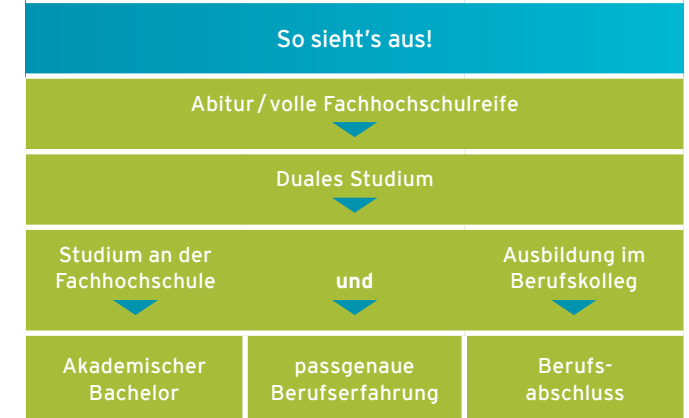 So sieht's aus!
Abitur / volle Fachhochschulreife
Duales Studium
Studium an der
Fachhochschule
und
Ausbildung im
Berufskolleg
Akademischer
Bachelor
passgenaue
Berufserfahrung
Berufs-
abschluss